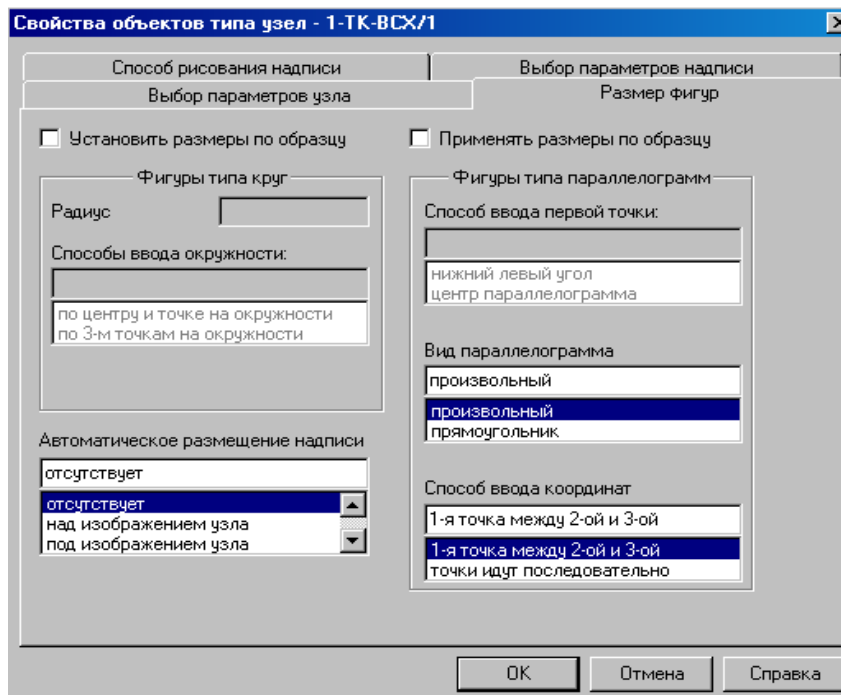 Свойства объектов типа узел - 1-ТК-ВСХ/1
Способ рисования надписи
Выбор параметров надписи
Выбор параметров узла
Размер фигур
Установить размеры по образцу
Применять размеры по образцу
Фигуры типа круг
Радиус
Способы ввода окружности:
по центру и точке на окружности
по 3-м точкам на окружности
Автоматическое размещение надписи
отсутствует
отсутствует
над изображением узла
под изображением узла
Фигуры типа параллелограмм
Способ ввода первой точки:
нижний левый угол
центр параллелограмма
Вид параллелограмма
произвольный
произвольный
прямоугольник
Способ ввода координат
1-я точка между 2-ой и 3-ой
1-я точка между 2-ой и 3-ой
точки идут последовательно
OK
Отмена
Справка